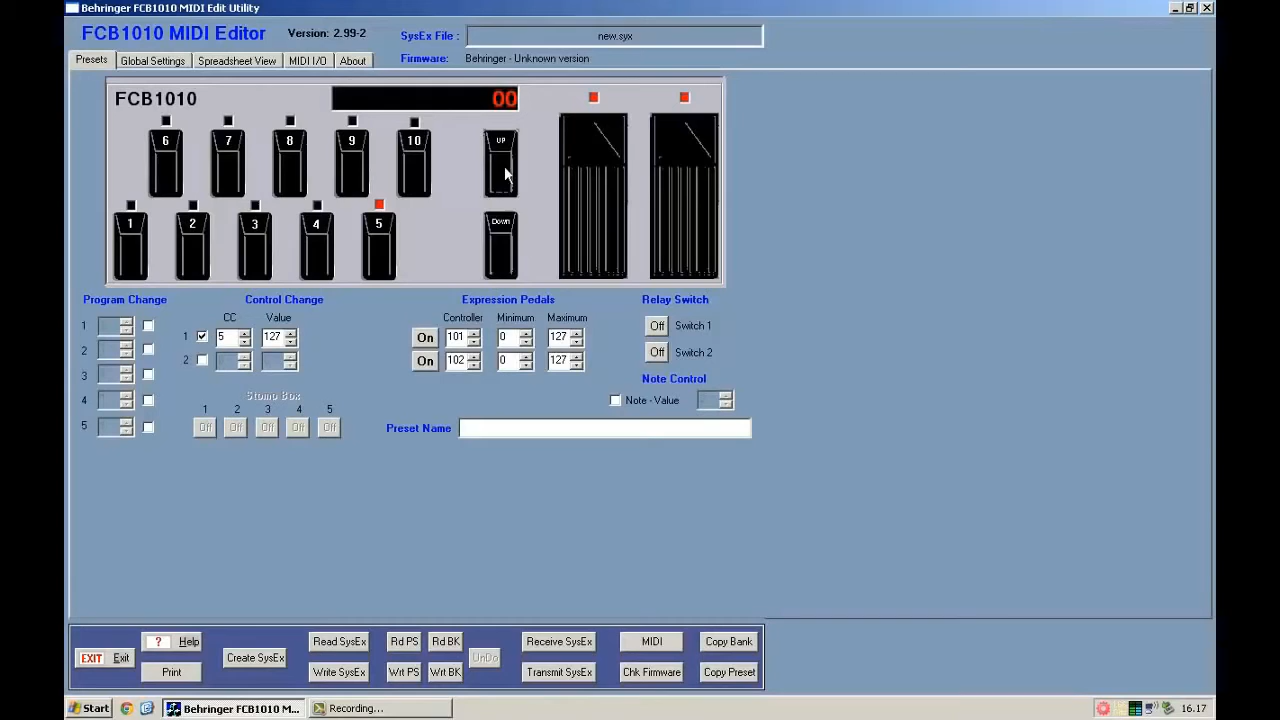 Behringer FCB1010 MIDI Edit Utility
FCB1010 MIDI Editor
Version: 2.99-2
SysEx File :
new.syx
Firmware:
Behringer - Unknown version
Presets
Global Settings
Spreadsheet View
MIDI I/O
About
FCB1010
00
6
7
8
9
10
UP
1
2
3
4
5
Down
Program Change
Control Change
Expression Pedals
Relay Switch
CC
Value
Controller
Minimum
Maximum
1
1
5
127
On
101
0
127
Off
Switch 1
2
2
On
102
0
127
Off
Switch 2
3
Note Control
4
Stomp Box
Note - Value
1
2
3
4
5
5
Off
Off
Off
Off
Off
Preset Name
EXIT
Exit
?
Help
Print
Create SysEx
Read SysEx
Write SysEx
Rd PS
Wrt PS
Rd BK
Wrt BK
UnDo
Receive SysEx
Transmit SysEx
MIDI
Chk Firmware
Copy Bank
Copy Preset
Start
Behringer FCB1010 M...
Recording...
16.17